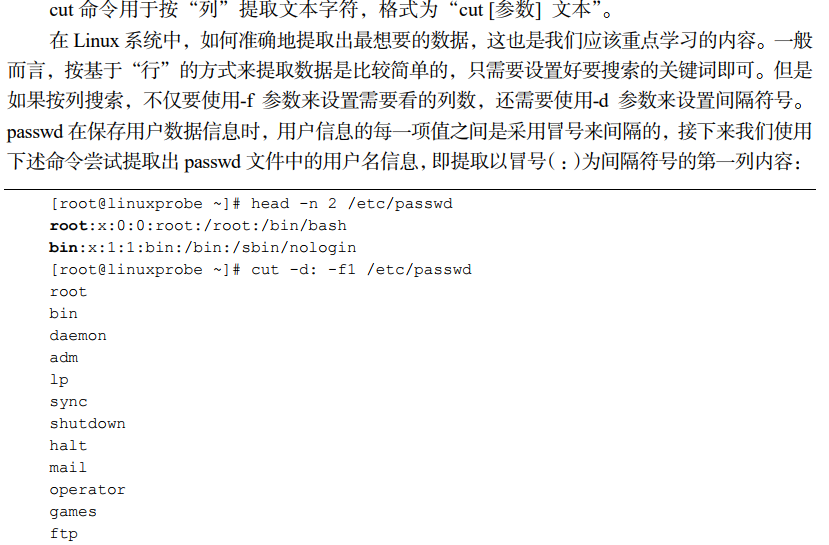 cut 命令用于按“列”提取文本字符，格式为“cut [参数] 文本”。
在 Linux 系统中，如何准确地提取出最想要的数据，这也是我们应该重点学习的内容。一般
而言，按基于“行”的方式来提取数据是比较简单的，只需要设置好要搜索的关键词即可。但是
如果按列搜索，不仅要使用-f 参数来设置需要看的列数，还需要使用-d 参数来设置间隔符号。
passwd 在保存用户数据信息时，用户信息的每一项值之间是采用冒号来间隔的，接下来我们使用
下述命令尝试提取出 passwd 文件中的用户名信息，即提取以冒号(：)为间隔符号的第一列内容：
[root@linuxprobe ~]# head -n 2 /etc/passwd
root:x:0:0:root:/root:/bin/bash
bin:x:1:1:bin:/bin:/sbin/nologin
[root@linuxprobe ~]# cut -d: -f1 /etc/passwd
root
bin
daemon
adm
lp
sync
shutdown
halt
mail
operator
games
ftp